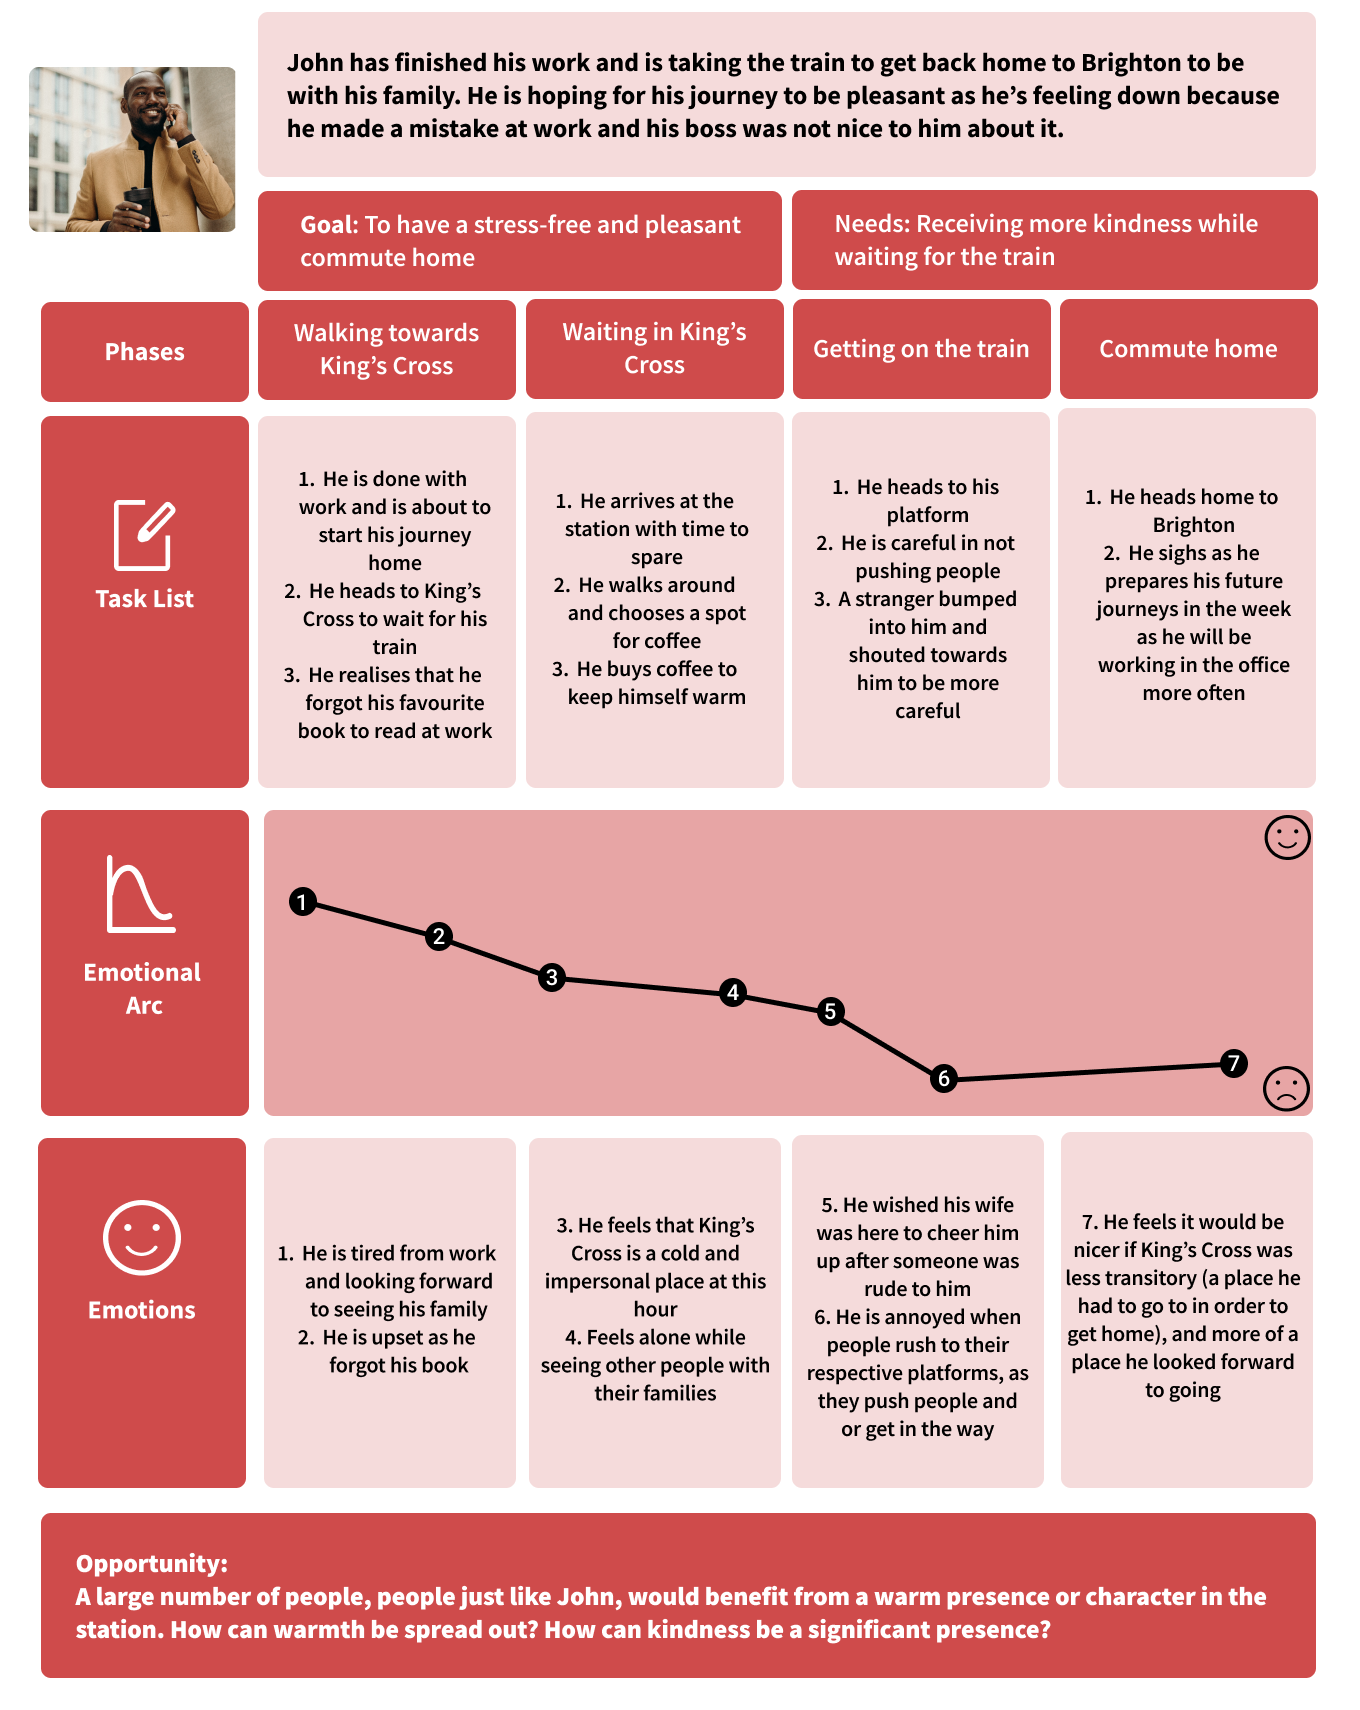 John has finished his work and is taking the train to get back home to Brighton to be
with his family. He is hoping for his journey to be pleasant as he’s feeling down because
he made a mistake at work and his boss was not nice to him about it.
Goal: To have a stress-free and pleasant
commute home
Needs: Receiving more kindness while
waiting for the train
Phases
Walking towards
King’s Cross
Waiting in King’s
Cross
Getting on the train
Commute home
Task List
1. He is done with
work and is about to
start his journey
home
2. He heads to King’s
Cross to wait for his
train
3. He realises that he
forgot his favourite
book to read at work
1. He arrives at the
station with time to
spare
2. He walks around
and chooses a spot
for coffee
3. He buys coffee to
keep himself warm
1. He heads to his
platform
2. He is careful in not
pushing people
3. A stranger bumped
into him and
shouted towards
him to be more
careful
1. He heads home to
Brighton
2. He sighs as he
prepares his future
journeys in the week
as he will be
working in the office
more often
Emotional
Arc
1
2
3
4
5
6
7
Emotions
1. He is tired from work
and looking forward
to seeing his family
2. He is upset as he
forgot his book
3. He feels that King’s
Cross is a cold and
impersonal place at this
hour
4. Feels alone while
seeing other people with
their families
5. He wished his wife
was here to cheer him
up after someone was
rude to him
6. He is annoyed when
people rush to their
respective platforms, as
they push people and
or get in the way
7. He feels it would be
nicer if King’s Cross was
less transitory (a place he
had to go to in order to
get home), and more of a
place he looked forward
to going
Opportunity:
A large number of people, people just like John, would benefit from a warm presence or character in the
station. How can warmth be spread out? How can kindness be a significant presence?